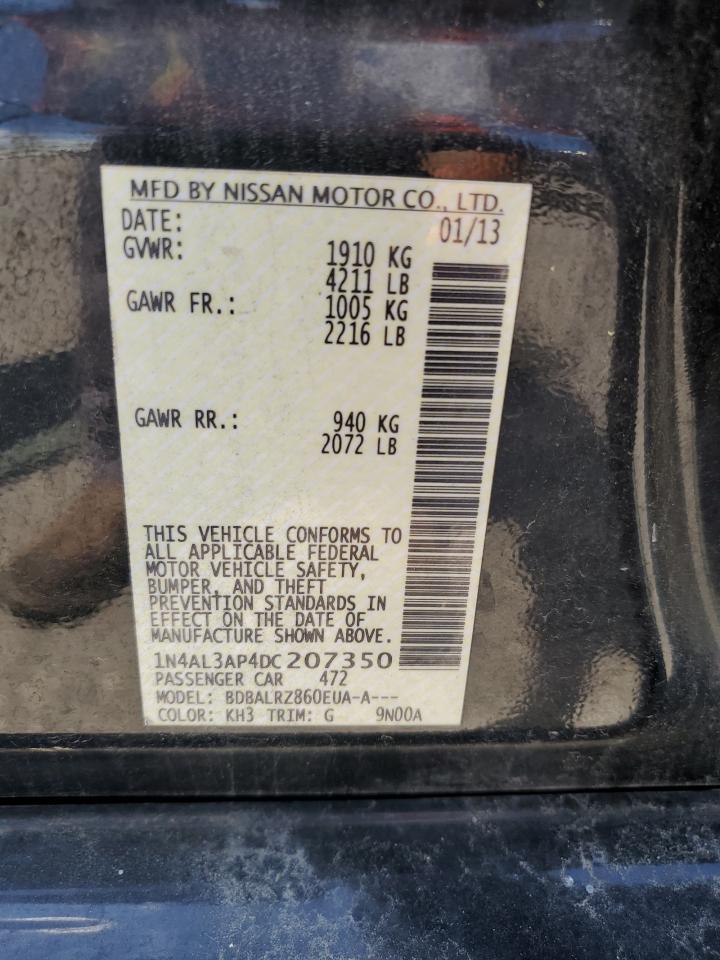 MFD BY NISSAN MOTOR CO., LTD.
DATE: 01/13
GVWR: 1910 KG
4211 LB
GAWR FR.: 1005 KG
2216 LB
GAWR RR.: 940 KG
2072 LB
THIS VEHICLE CONFORMS TO
ALL APPLICABLE FEDERAL
MOTOR VEHICLE SAFETY,
BUMPER, AND THEFT
PREVENTION STANDARDS IN
EFFECT ON THE DATE OF
MANUFACTURE SHOWN ABOVE.
1N4AL3AP4DC207350
PASSENGER CAR 472
MODEL: BDBALRZ860EUA-A---
COLOR: KH3 TRIM: G 9N00A